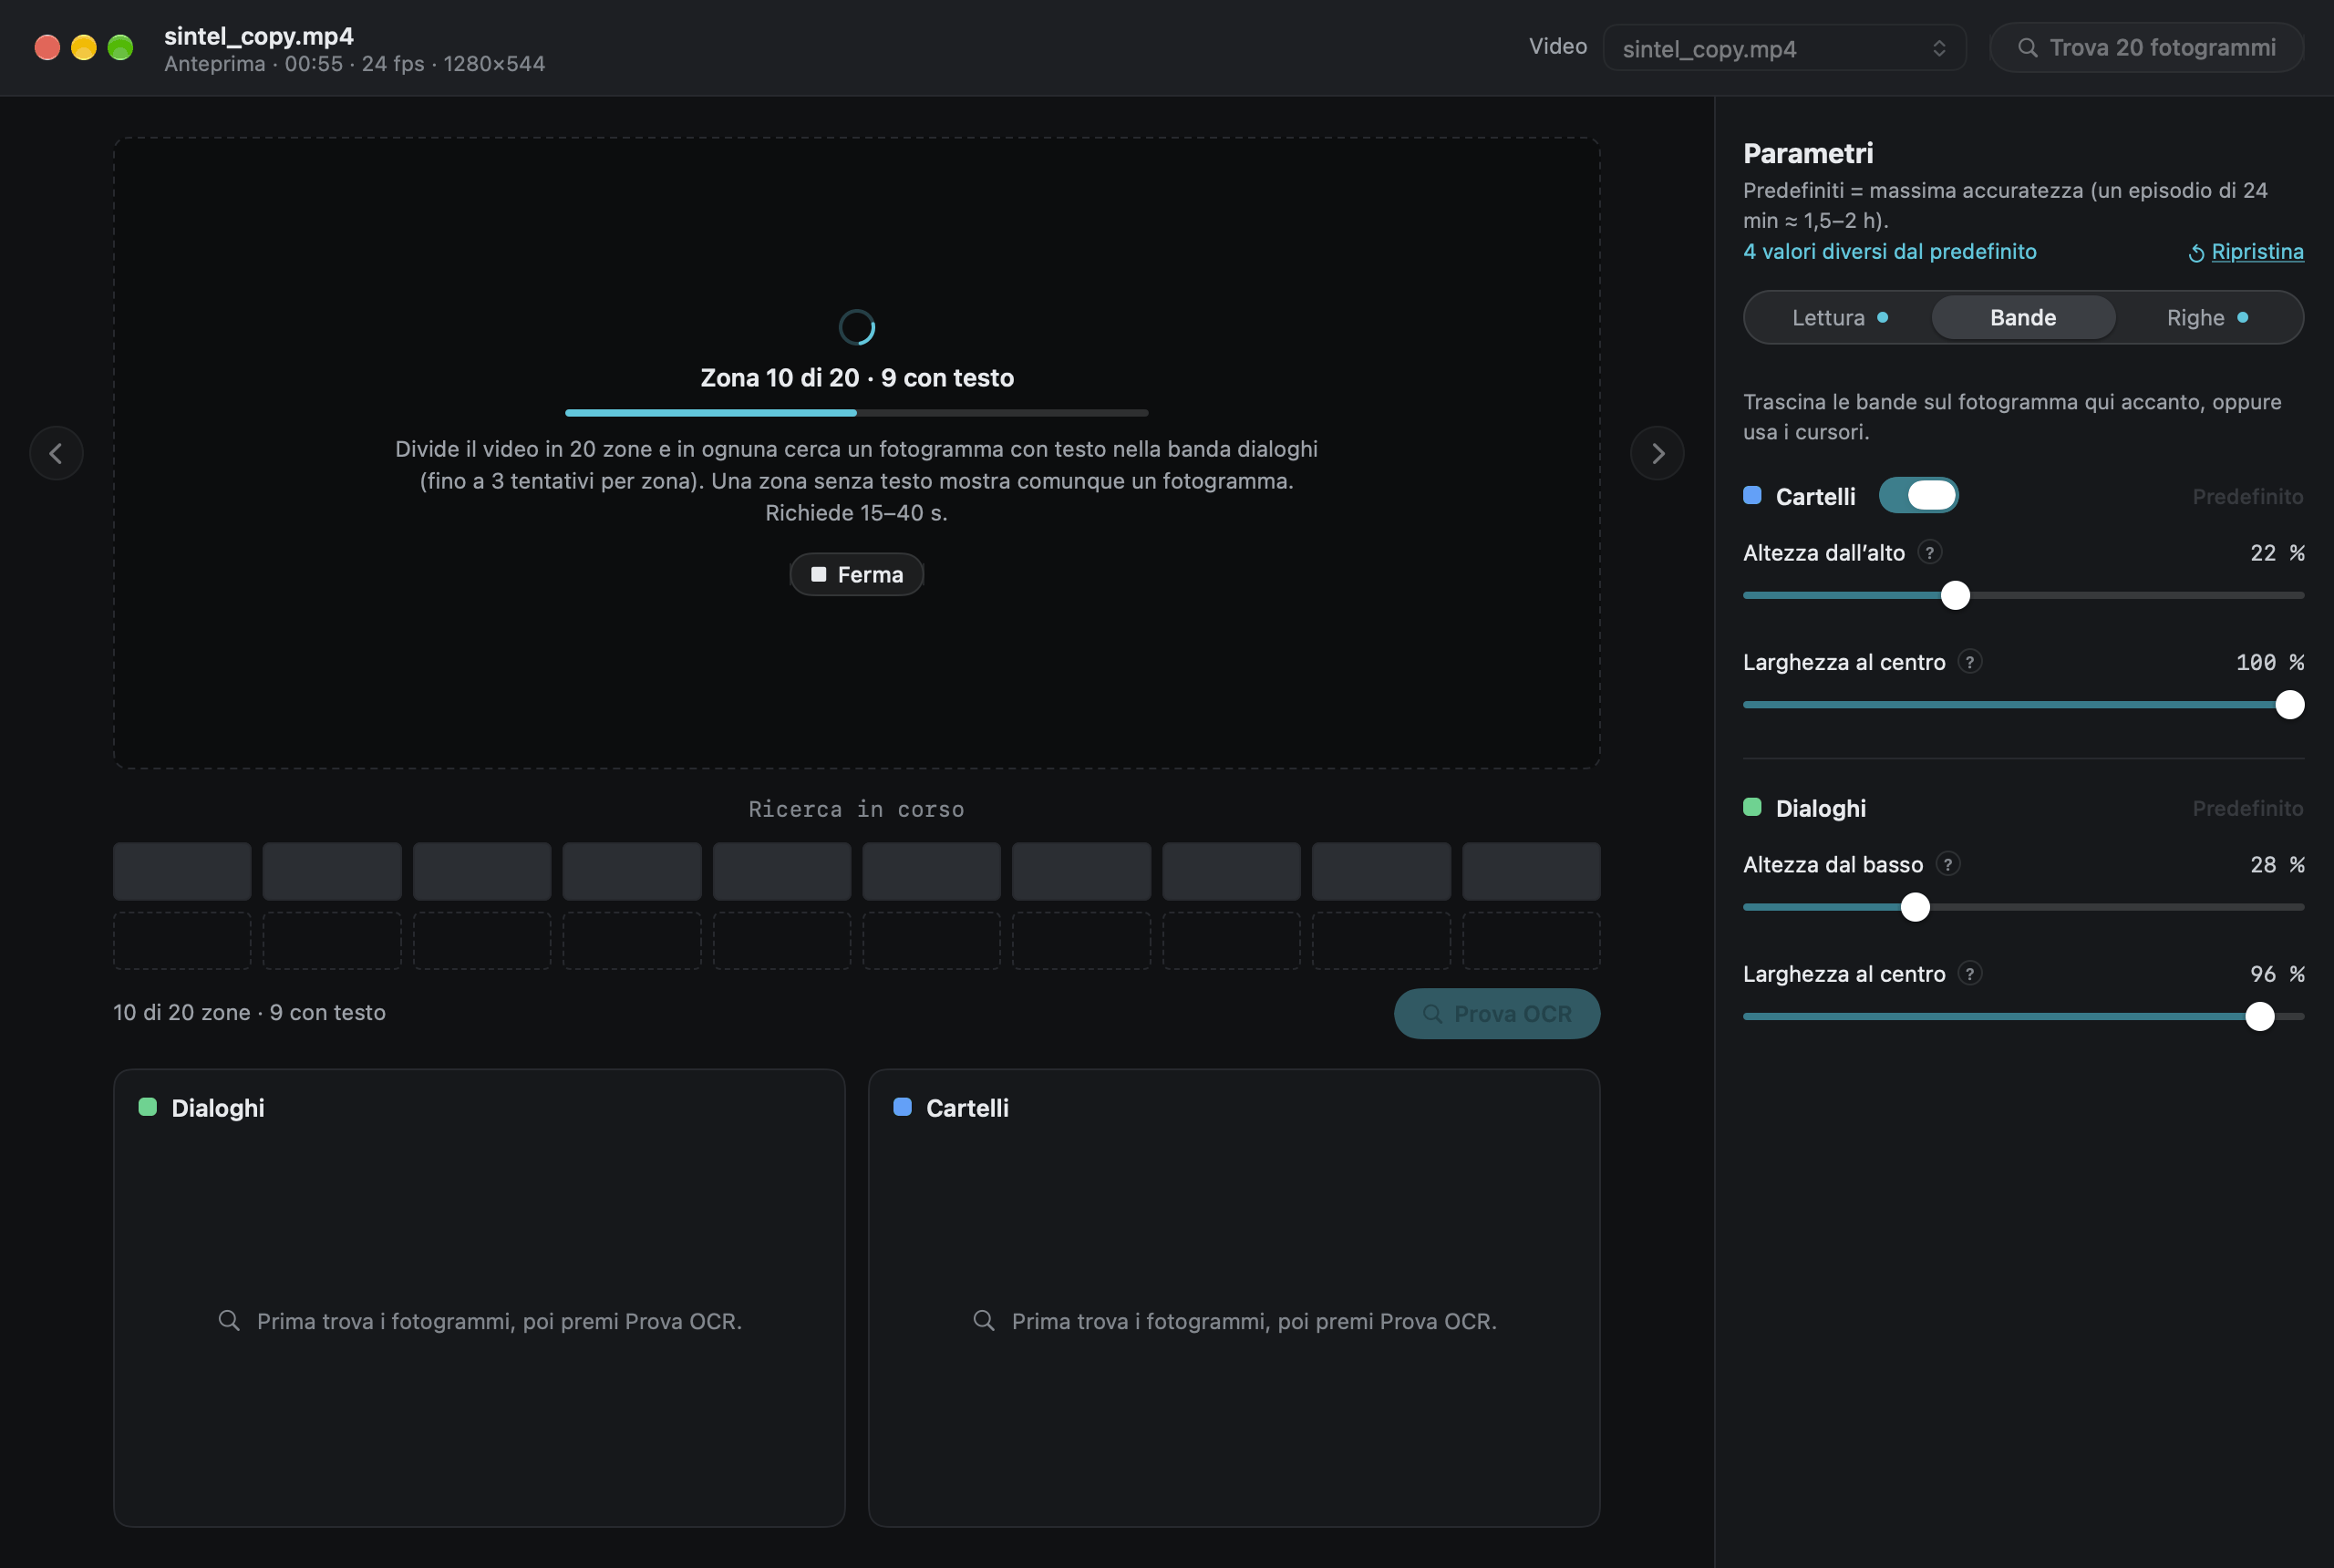 sintel_copy.mp4
Anteprima · 00:55 · 24 fps · 1280×544
Video
sintel_copy.mp4
Trova 20 fotogrammi
Zona 10 di 20 · 9 con testo
Divide il video in 20 zone e in ognuna cerca un fotogramma con testo nella banda dialoghi
(fino a 3 tentativi per zona). Una zona senza testo mostra comunque un fotogramma.
Richiede 15–40 s.
Ferma
Ricerca in corso
10 di 20 zone · 9 con testo
Prova OCR
Dialoghi
Prima trova i fotogrammi, poi premi Prova OCR.
Cartelli
Prima trova i fotogrammi, poi premi Prova OCR.
Parametri
Predefiniti = massima accuratezza (un episodio di 24
min ≈ 1,5–2 h).
4 valori diversi dal predefinito
Ripristina
Lettura
Bande
Righe
Trascina le bande sul fotogramma qui accanto, oppure
usa i cursori.
Cartelli
Predefinito
Altezza dall’alto ?
22 %
Larghezza al centro ?
100 %
Dialoghi
Predefinito
Altezza dal basso ?
28 %
Larghezza al centro ?
96 %